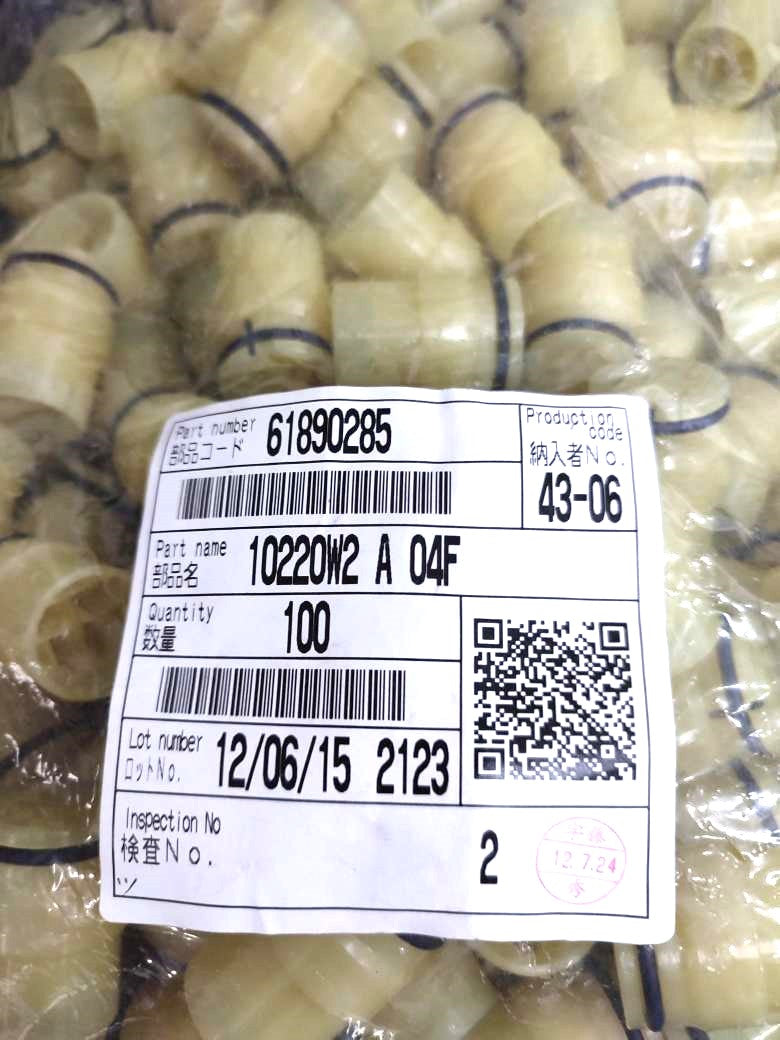 Part number
部品コード
61890285
Production
code
納入者No.
43-06
Part name
部品名
10220W2 A 04F
Quantity
数量
100
Lot number
ロットNo.
12/06/15 2123
Inspection No
検査No.
2
12.7.24